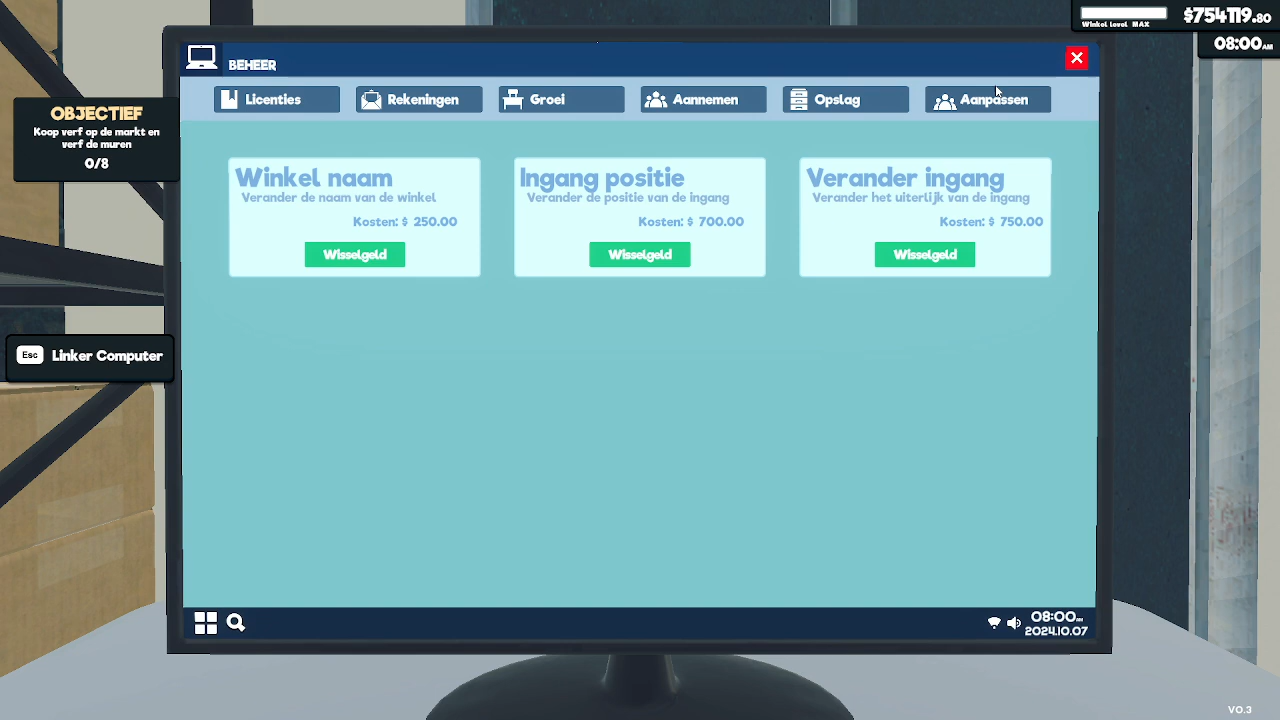 Winkel level MAX
$754119.80
08:00AM
BEHEER
Licenties
Rekeningen
Groei
Aannemen
Opslag
Aanpassen
OBJECTIEF
Koop verf op de markt en
verf de muren
0/8
Winkel naam
Verander de naam van de winkel
Kosten: $ 250.00
Wisselgeld
Ingang positie
Verander de positie van de ingang
Kosten: $ 700.00
Wisselgeld
Verander ingang
Verander het uiterlijk van de ingang
Kosten: $ 750.00
Wisselgeld
Esc Linker Computer
08:00AM
2024.10.07
V0.3